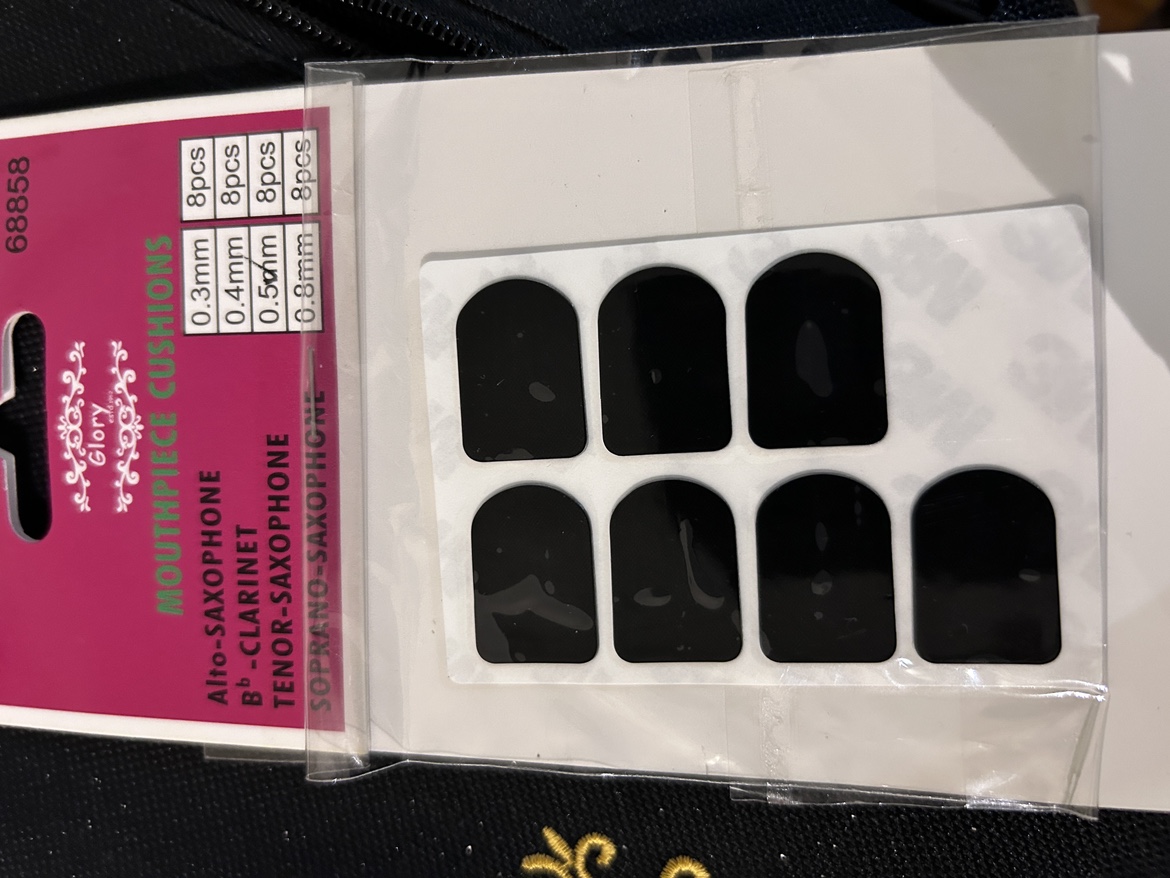 68858
Glory
MOUTHPIECE CUSHIONS
Alto-SAXOPHONE
B♭-CLARINET
TENOR-SAXOPHONE
SOPRANO-SAXOPHONE
0.3mm 8pcs
0.4mm 8pcs
0.5mm 8pcs
0.8mm 8pcs